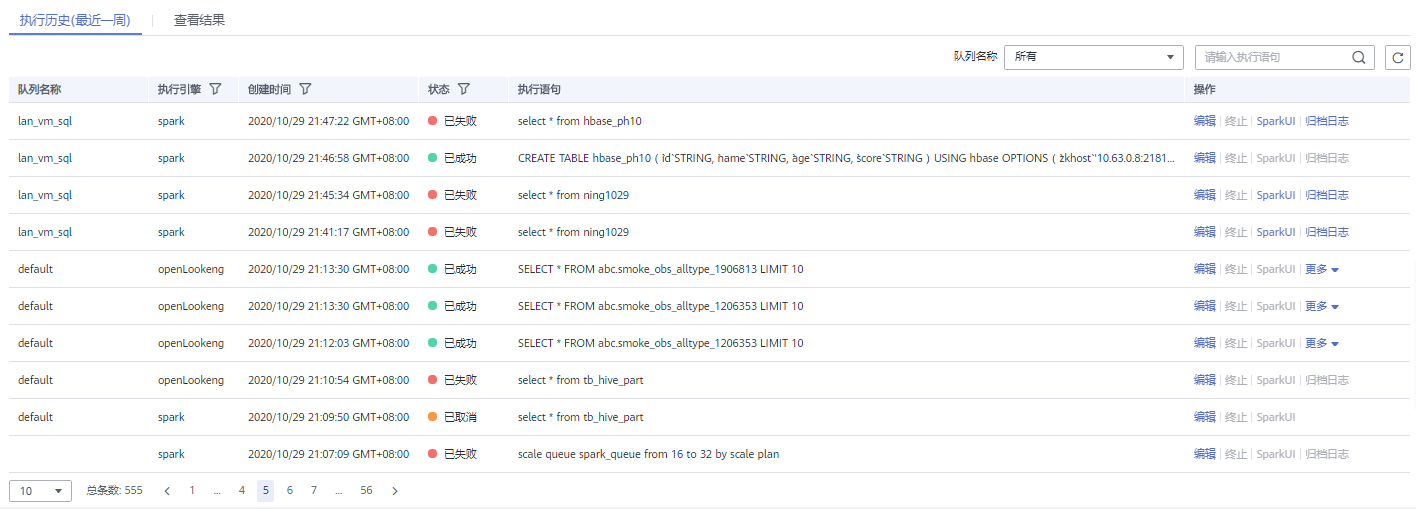 执行历史(最近一周) 查看结果
队列名称 所有 请输入执行语句
队列名称 执行引擎 创建时间 状态 执行语句 操作
lan_vm_sql spark 2020/10/29 21:47:22 GMT+08:00 已失败 select * from hbase_ph10 编辑 | 终止 | SparkUI | 归档日志
lan_vm_sql spark 2020/10/29 21:46:58 GMT+08:00 已成功 CREATE TABLE hbase_ph10 ( `id`STRING, `name`STRING, `age`STRING, `score`STRING ) USING hbase OPTIONS ( `zkhost`'10.63.0.8:2181... 编辑 | 终止 | SparkUI | 归档日志
lan_vm_sql spark 2020/10/29 21:45:34 GMT+08:00 已失败 select * from ning1029 编辑 | 终止 | SparkUI | 归档日志
lan_vm_sql spark 2020/10/29 21:41:17 GMT+08:00 已失败 select * from ning1029 编辑 | 终止 | SparkUI | 归档日志
default openLookeng 2020/10/29 21:13:30 GMT+08:00 已成功 SELECT * FROM abc.smoke_obs_alltype_1906813 LIMIT 10 编辑 | 终止 | SparkUI | 更多
default openLookeng 2020/10/29 21:13:30 GMT+08:00 已成功 SELECT * FROM abc.smoke_obs_alltype_1206353 LIMIT 10 编辑 | 终止 | SparkUI | 更多
default openLookeng 2020/10/29 21:12:03 GMT+08:00 已成功 SELECT * FROM abc.smoke_obs_alltype_1206353 LIMIT 10 编辑 | 终止 | SparkUI | 更多
default openLookeng 2020/10/29 21:10:54 GMT+08:00 已失败 select * from tb_hive_part 编辑 | 终止 | SparkUI | 归档日志
default spark 2020/10/29 21:09:50 GMT+08:00 已取消 select * from tb_hive_part 编辑 | 终止 | SparkUI
spark 2020/10/29 21:07:09 GMT+08:00 已失败 scale queue spark_queue from 16 to 32 by scale plan 编辑 | 终止 | SparkUI | 归档日志
10 总条数: 555 < 1 ... 4 5 6 7 ... 56 >